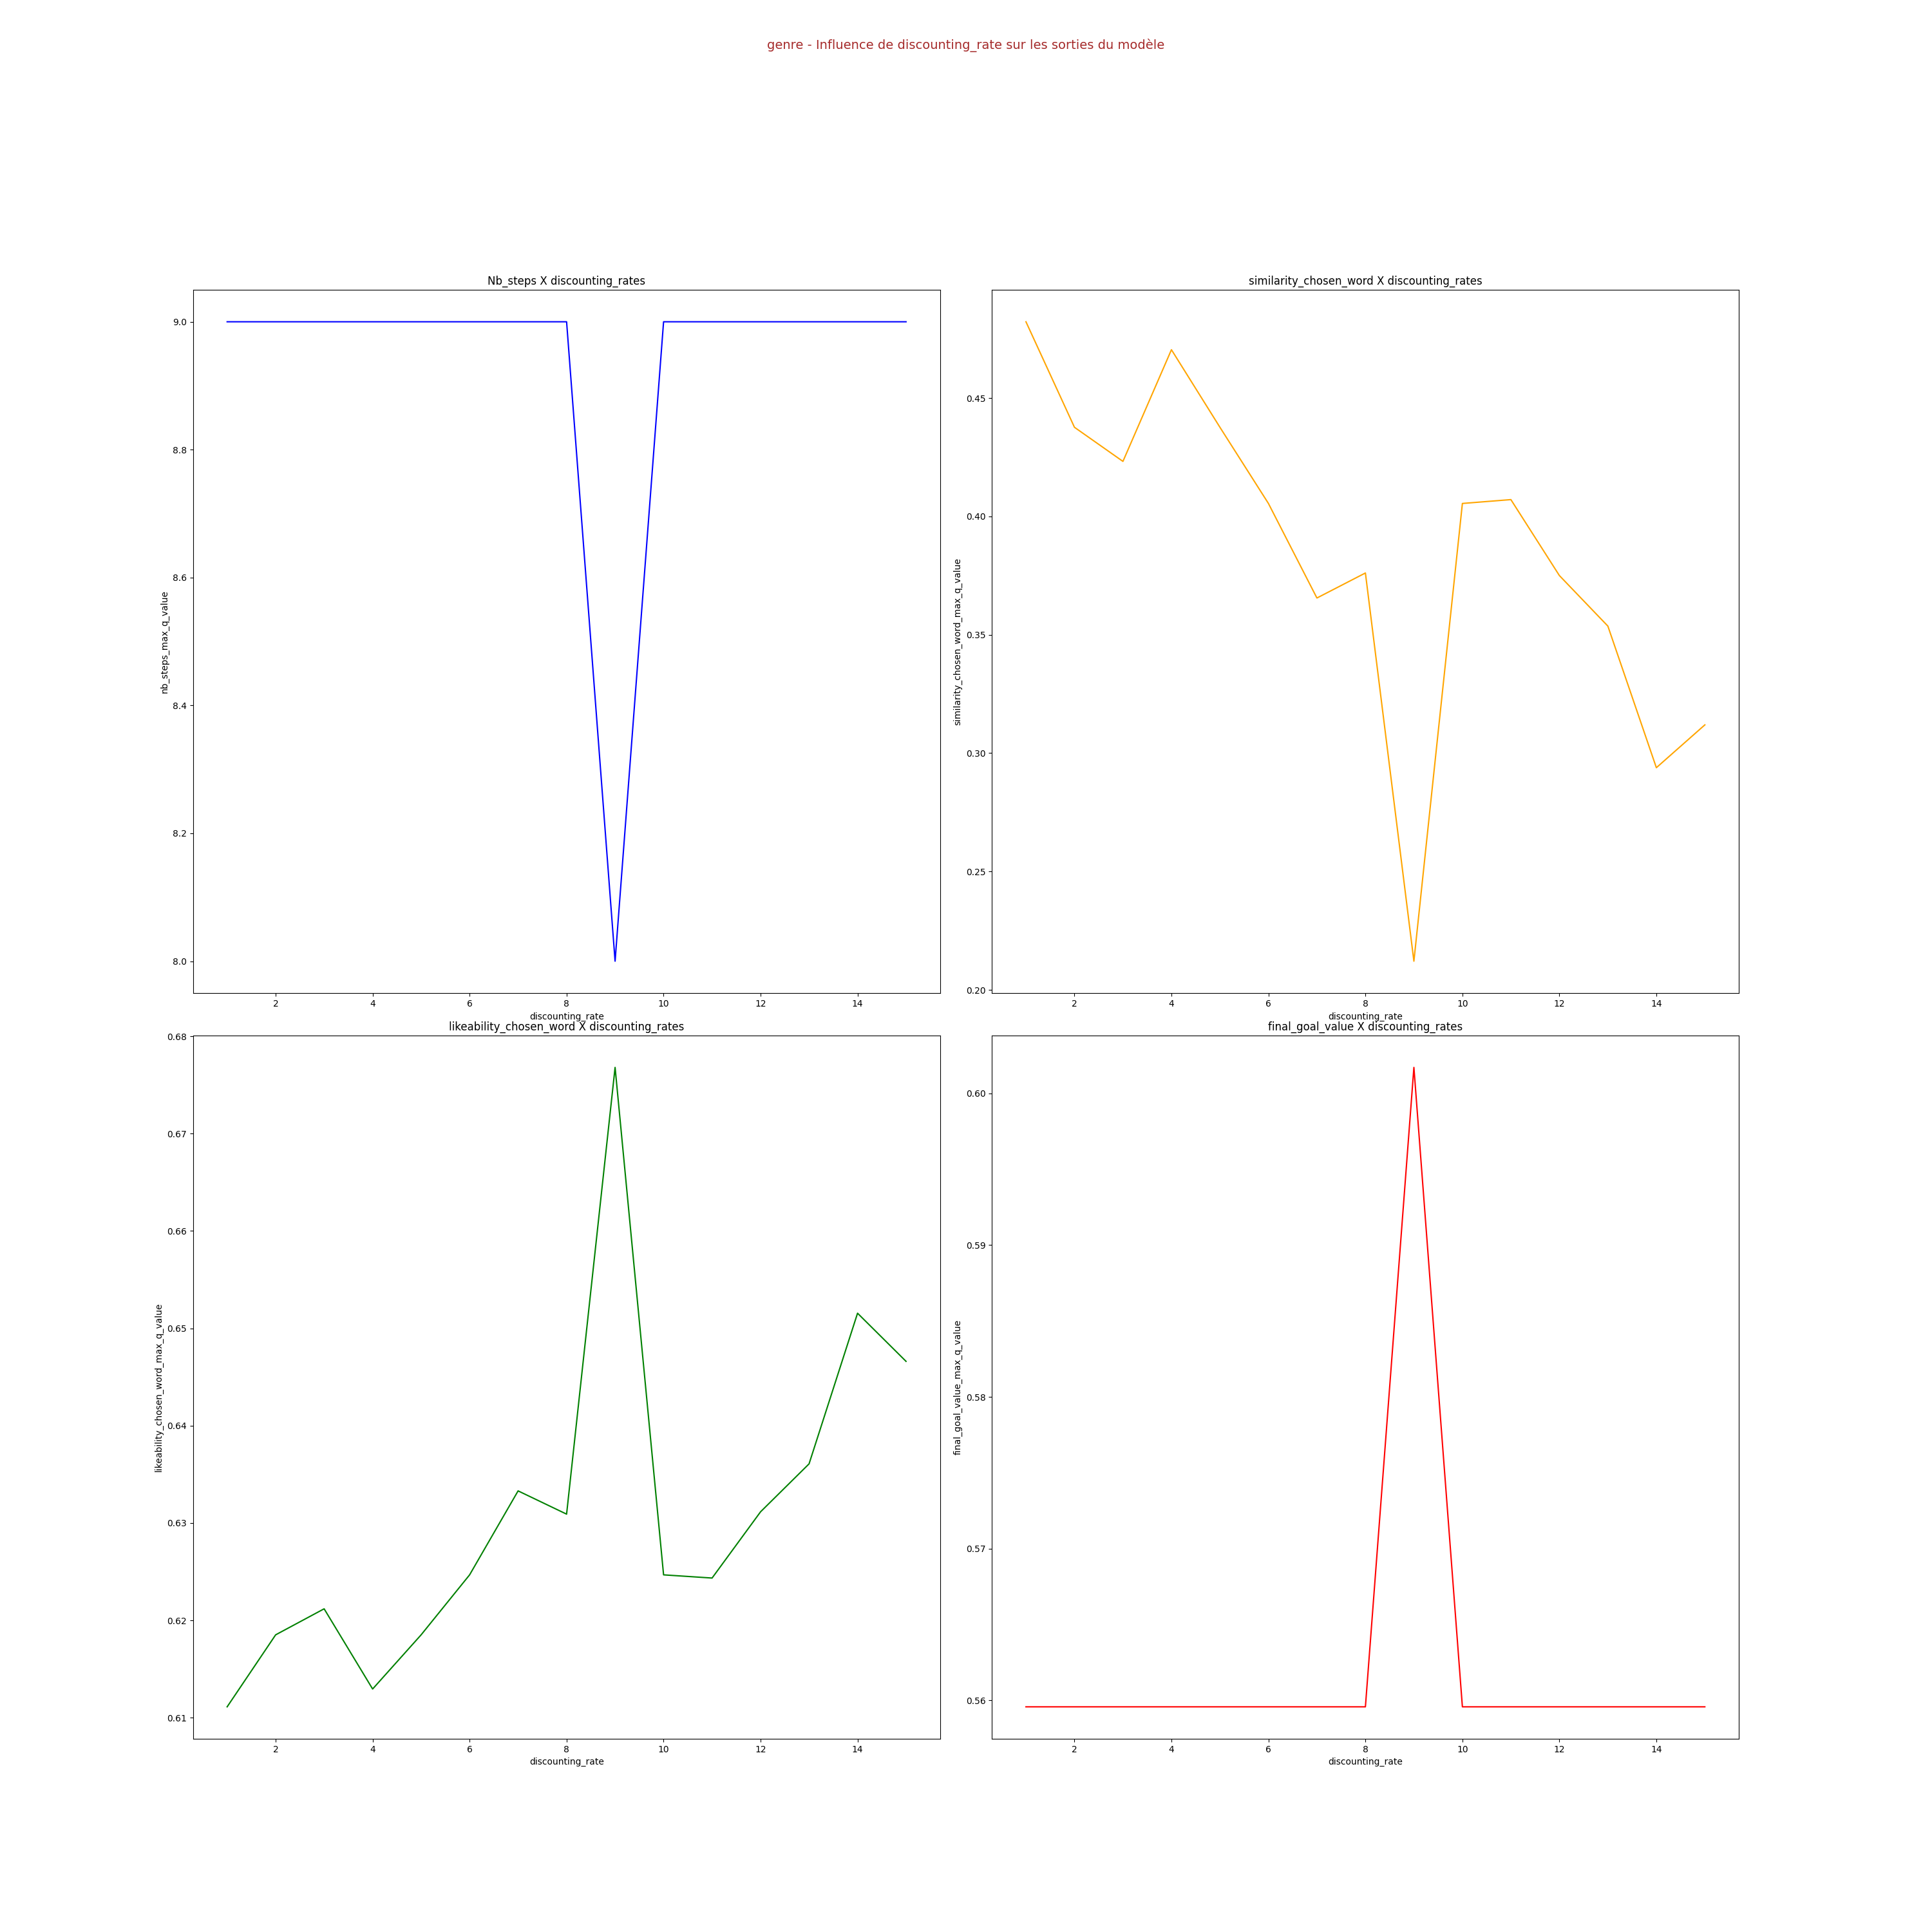 genre - Influence de discounting_rate sur les sorties du modèle
Nb_steps X discounting_rates
9.0
8.8
8.6
8.4
8.2
8.0
nb_steps_max_q_value
2 4 6 8 10 12 14
discounting_rate
similarity_chosen_word X discounting_rates
0.45
0.40
0.35
0.30
0.25
0.20
similarity_chosen_word_max_q_value
2 4 6 8 10 12 14
discounting_rate
likeability_chosen_word X discounting_rates
0.68
0.67
0.66
0.65
0.64
0.63
0.62
0.61
likeability_chosen_word_max_q_value
2 4 6 8 10 12 14
discounting_rate
final_goal_value X discounting_rates
0.60
0.59
0.58
0.57
0.56
final_goal_value_max_q_value
2 4 6 8 10 12 14
discounting_rate